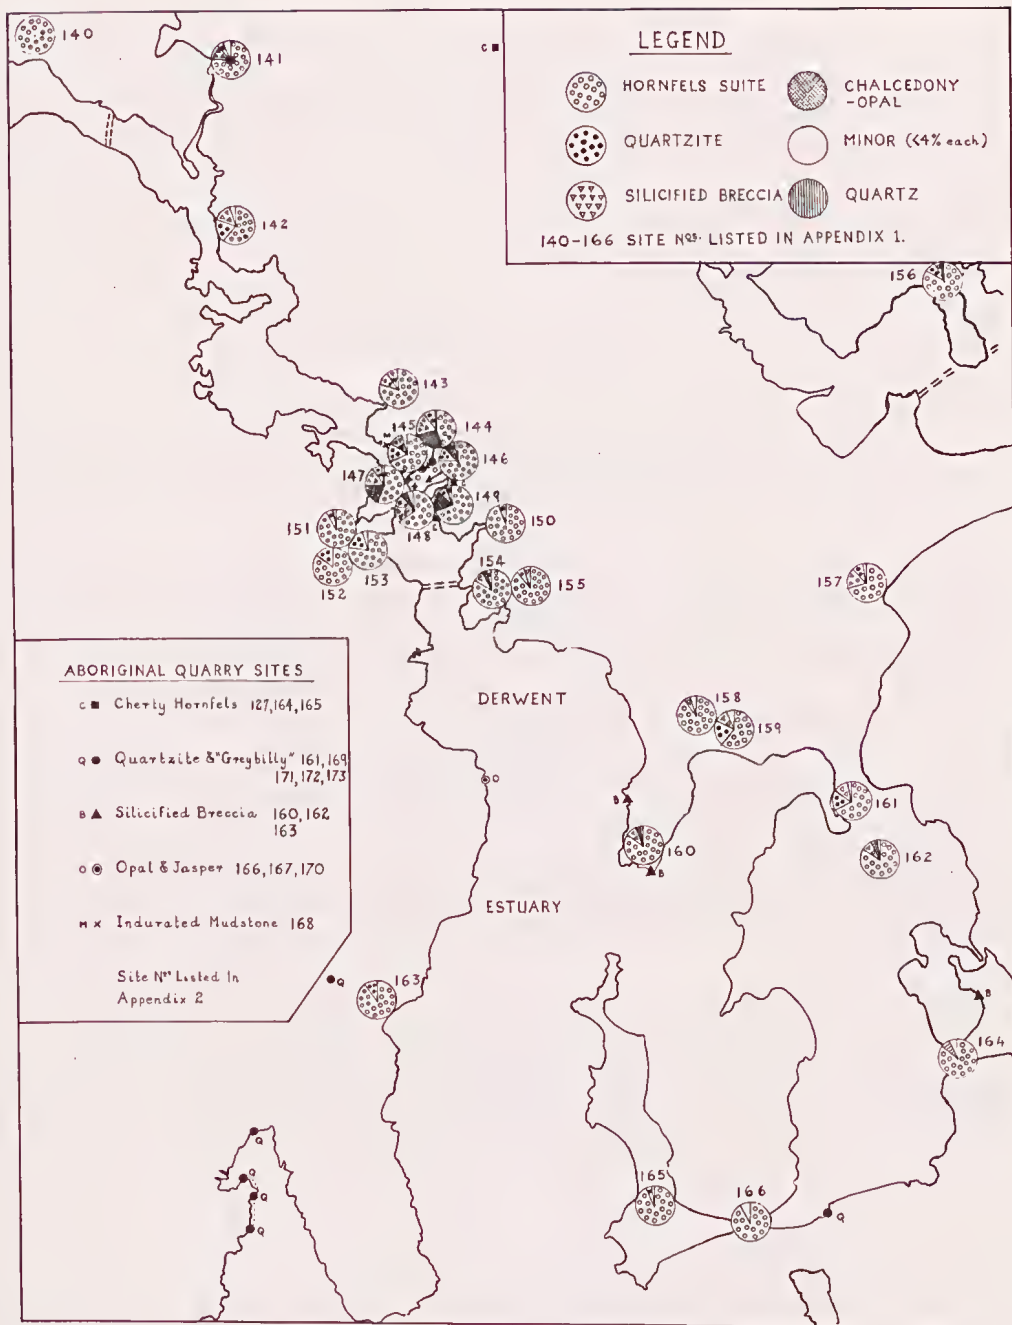 140
141
C
LEGEND
HORNFELS SUITE
CHALCEDONY
-OPAL
QUARTZITE
MINOR (<4% each)
SILICIFIED BRECCIA
QUARTZ
140-166 SITE Nos. LISTED IN APPENDIX 1.
142
156
143
145
144
M
146
147
149
148
151
150
152
153
154
155
157
ABORIGINAL QUARRY SITES
C Cherty Hornfels 127,164,165
Q Quartzite & "Greybilly" 161,169
171,172,173
B Silicified Breccia 160,162
163
O Opal & Jasper 166,167,170
M x Indurated Mudstone 168
Site Nos Listed In
Appendix 2
DERWENT
158
159
O
B
161
160
B
162
ESTUARY
Q
163
B
164
Q
Q
Q
Q
165
166
Q